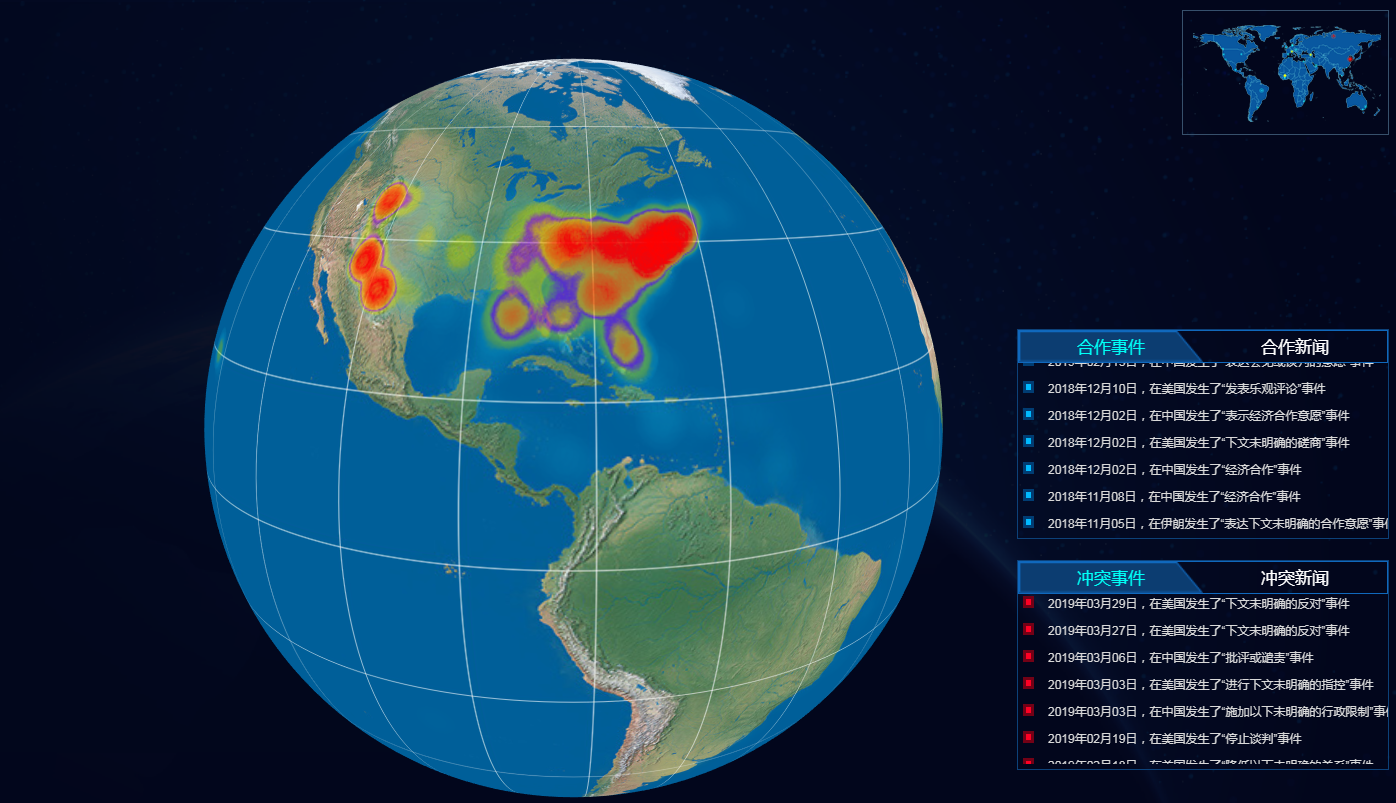 合作事件 合作新闻
2018年12月10日，在美国发生了“发表乐观评论”事件
2018年12月02日，在中国发生了“表示经济合作意愿”事件
2018年12月02日，在美国发生了“下文未明确的磋商”事件
2018年12月02日，在中国发生了“经济合作”事件
2018年11月08日，在中国发生了“经济合作”事件
2018年11月05日，在伊朗发生了“表达下文未明确的合作意愿”事
冲突事件 冲突新闻
2019年03月29日，在美国发生了“下文未明确的反对”事件
2019年03月27日，在美国发生了“下文未明确的反对”事件
2019年03月06日，在中国发生了“批评或谴责”事件
2019年03月03日，在美国发生了“进行下文未明确的指控”事件
2019年03月03日，在中国发生了“施加以下未明确的行政限制”事
2019年02月19日，在美国发生了“停止谈判”事件